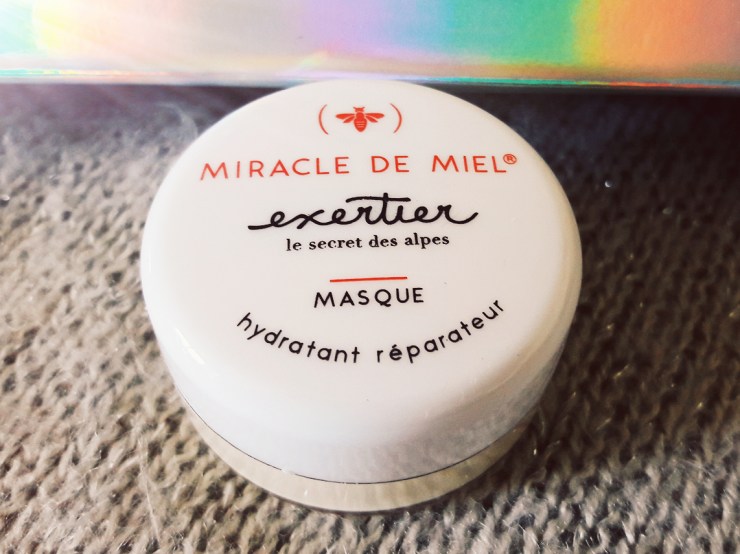 MIRACLE DE MIEL®
exertier
le secret des alpes
MASQUE
hydratant réparateur